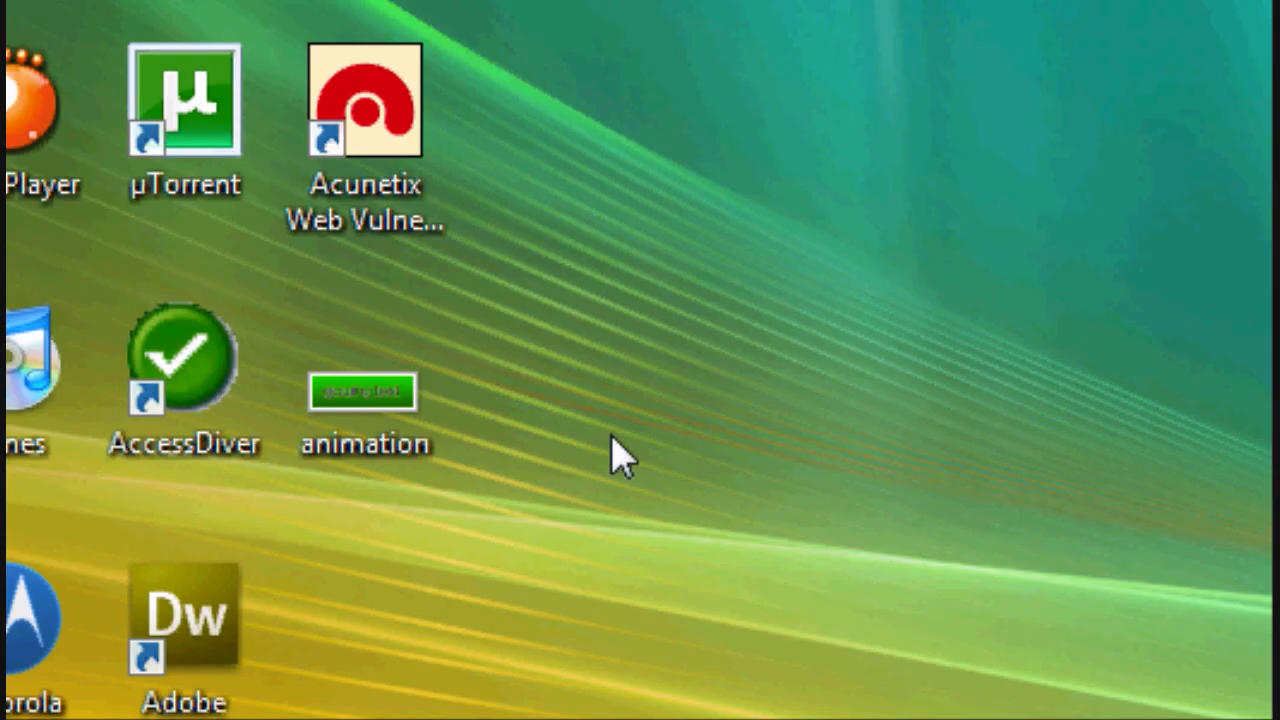 µ
Player
µTorrent
Acunetix
Web Vulne...
nes
AccessDiver
animation
Dw
orola
Adobe